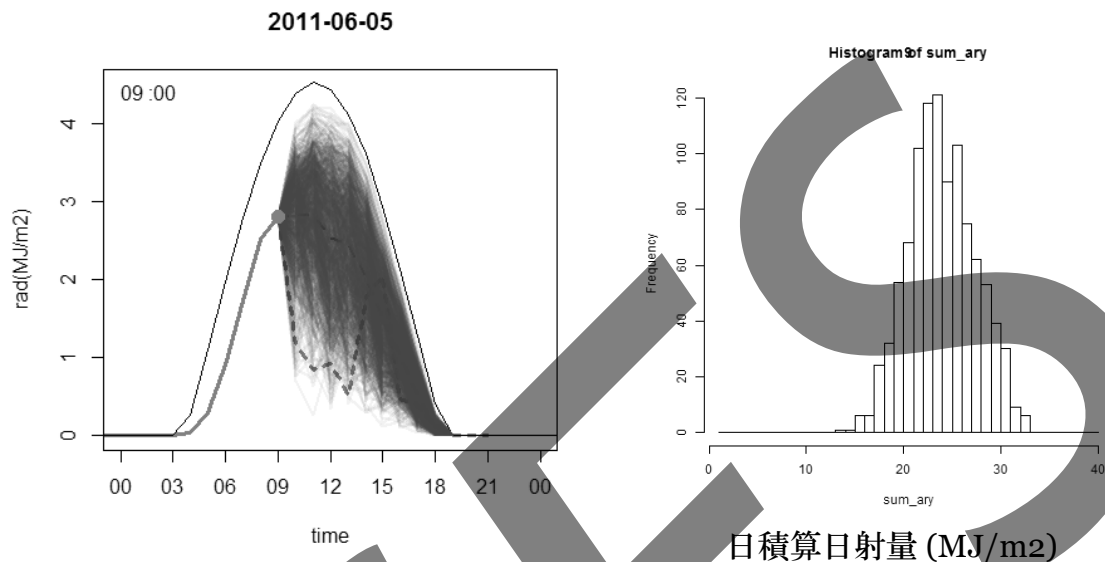 2011-06-05
09 :00
rad(MJ/m2)
4
3
2
1
0
00 03 06 09 12 15 18 21 00
time
Histogram of sum_ary
Frequency
120
100
80
60
40
20
0
0 10 20 30 40
sum_ary
日積算日射量 (MJ/m2)